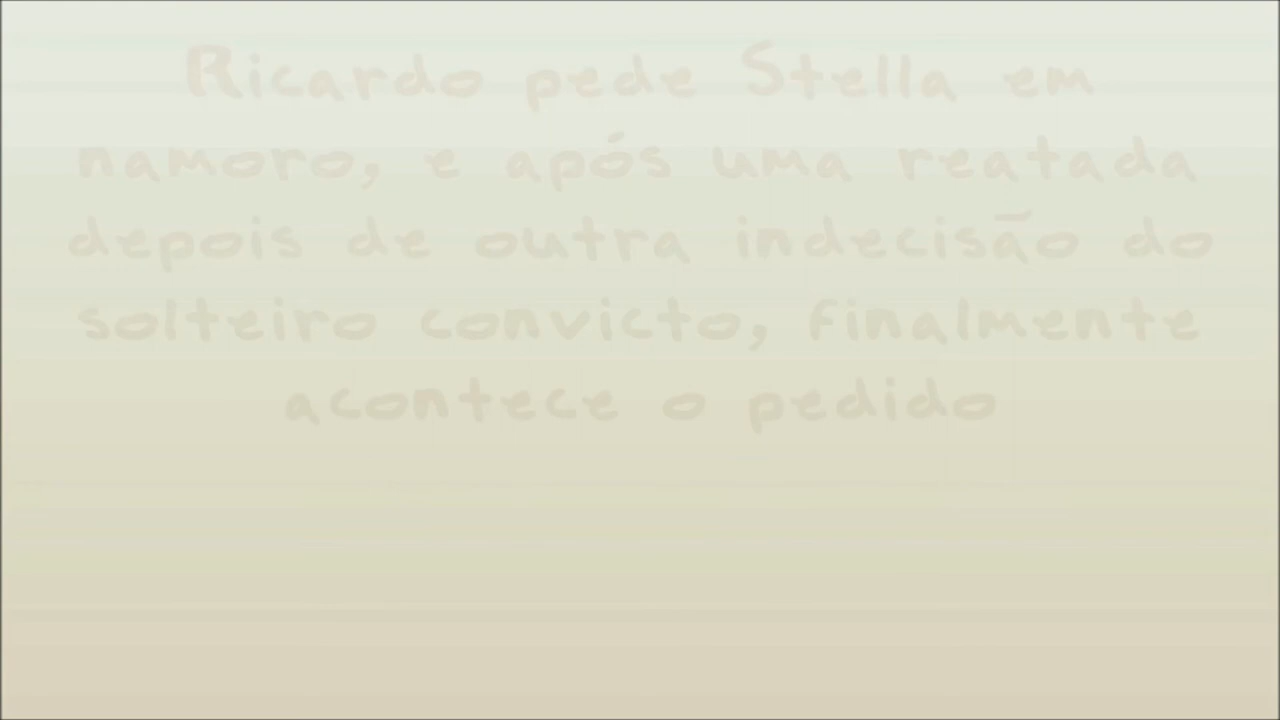 Ricardo pede Stella em
namoro, e após uma reatada
depois de outra indecisão do
solteiro convicto, finalmente
acontece o pedido